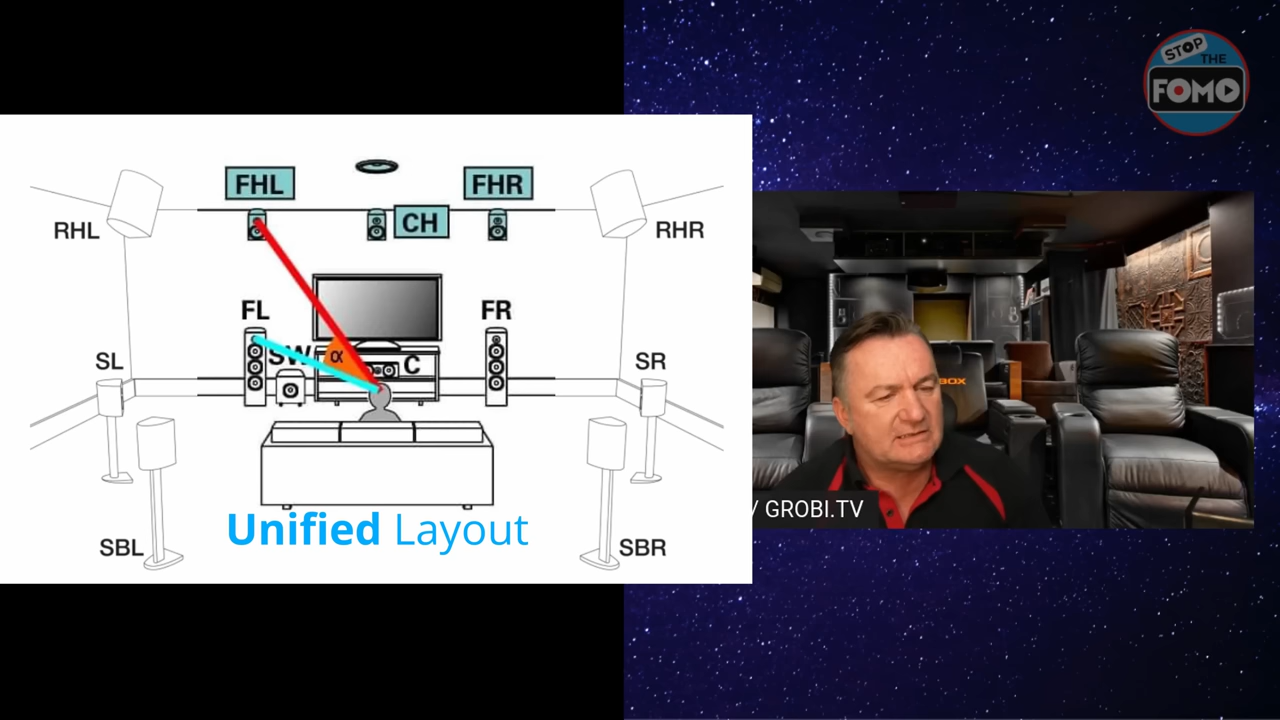 STOP
THE
FOMO
FHL
FHR
CH
RHL
RHR
FL
FR
SW
α
C
SL
SR
SBL
SBR
Unified Layout
BOX
/ GROBI.TV